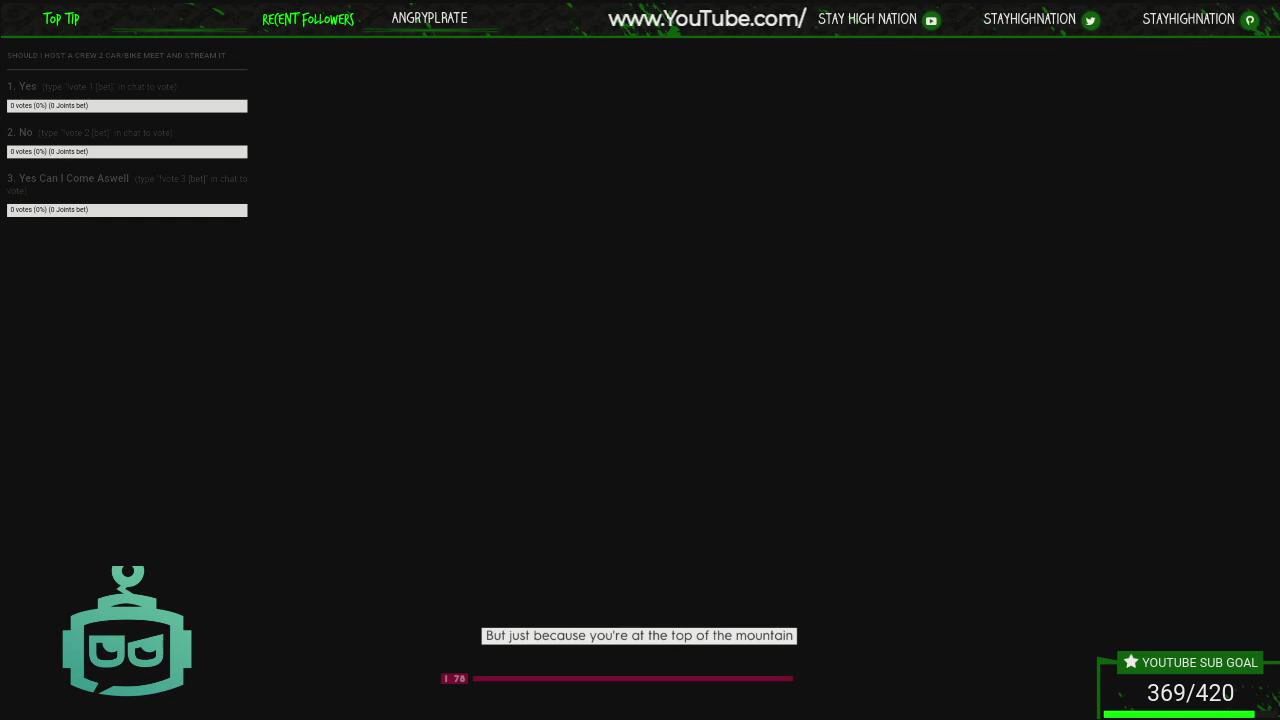 Top Tip
Recent Followers
ANGRYPLRATE
www.YouTube.com/
STAY HIGH NATION
STAYHIGHNATION
STAYHIGHNATION
SHOULD I HOST A CREW 2 CAR/BIKE MEET AND STREAM IT
1. Yes (type "!vote 1 [bet]" in chat to vote)
0 votes (0%) (0 Joints bet)
2. No (type "!vote 2 [bet]" in chat to vote)
0 votes (0%) (0 Joints bet)
3. Yes Can I Come Aswell (type "!vote 3 [bet]" in chat to
vote)
0 votes (0%) (0 Joints bet)
But just because you're at the top of the mountain
78
YOUTUBE SUB GOAL
369/420